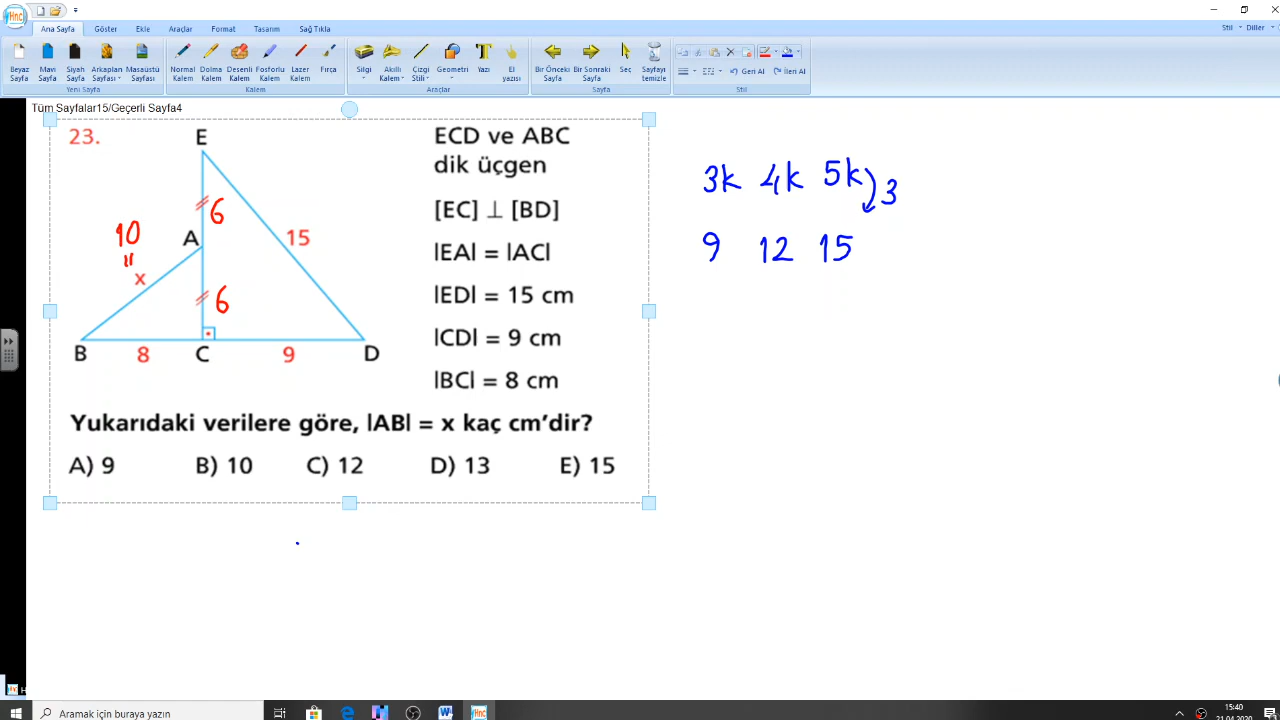 Ana Sayfa Göster Ekle Araçlar Format Tasarım Sağ Tıkla
Stil Diller
Beyaz Sayfa Mavi Sayfa Siyah Sayfa Arkaplan Sayfası Masaüstü Sayfası
Normal Kalem Dolma Kalem Desenli Kalem Fosforlu Kalem Lazer Kalem Fırça
Silgi Akıllı Kalem Çizgi Stili Geometri Yazı El yazısı
Bir Önceki Sayfa Bir Sonraki Sayfa Seç Sayfayı temizle
Geri Al İleri Al
Yeni Sayfa Kalem Araçlar Sayfa Stil
Tüm Sayfalar15/Geçerli Sayfa4
23.
E
6
10
=
x
A
15
6
B 8 C 9 D
ECD ve ABC
dik üçgen
[EC] ⊥ [BD]
|EA| = |AC|
|ED| = 15 cm
|CD| = 9 cm
|BC| = 8 cm
Yukarıdaki verilere göre, |AB| = x kaç cm'dir?
A) 9 B) 10 C) 12 D) 13 E) 15
3k 4k 5k 3
9 12 15
Aramak için buraya yazın
15:40
21.04.2020